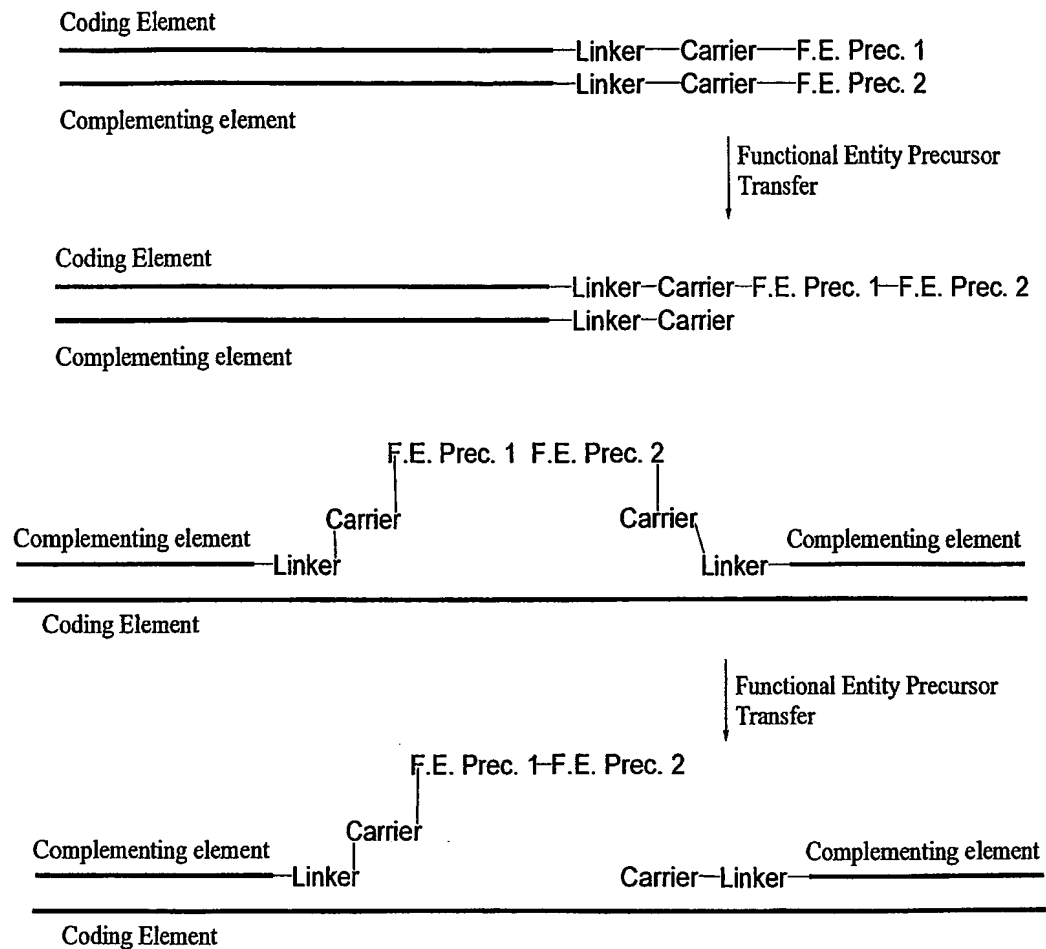 Coding Element
Linker—Carrier—F.E. Prec. 1
Linker—Carrier—F.E. Prec. 2
Complementing element
Functional Entity Precursor
Transfer
Coding Element
Linker–Carrier–F.E. Prec. 1–F.E. Prec. 2
Linker–Carrier
Complementing element
F.E. Prec. 1 F.E. Prec. 2
Carrier Carrier
Complementing element Complementing element
Linker Linker
Coding Element
Functional Entity Precursor
Transfer
F.E. Prec. 1–F.E. Prec. 2
Carrier
Complementing element Complementing element
Linker Carrier–Linker
Coding Element